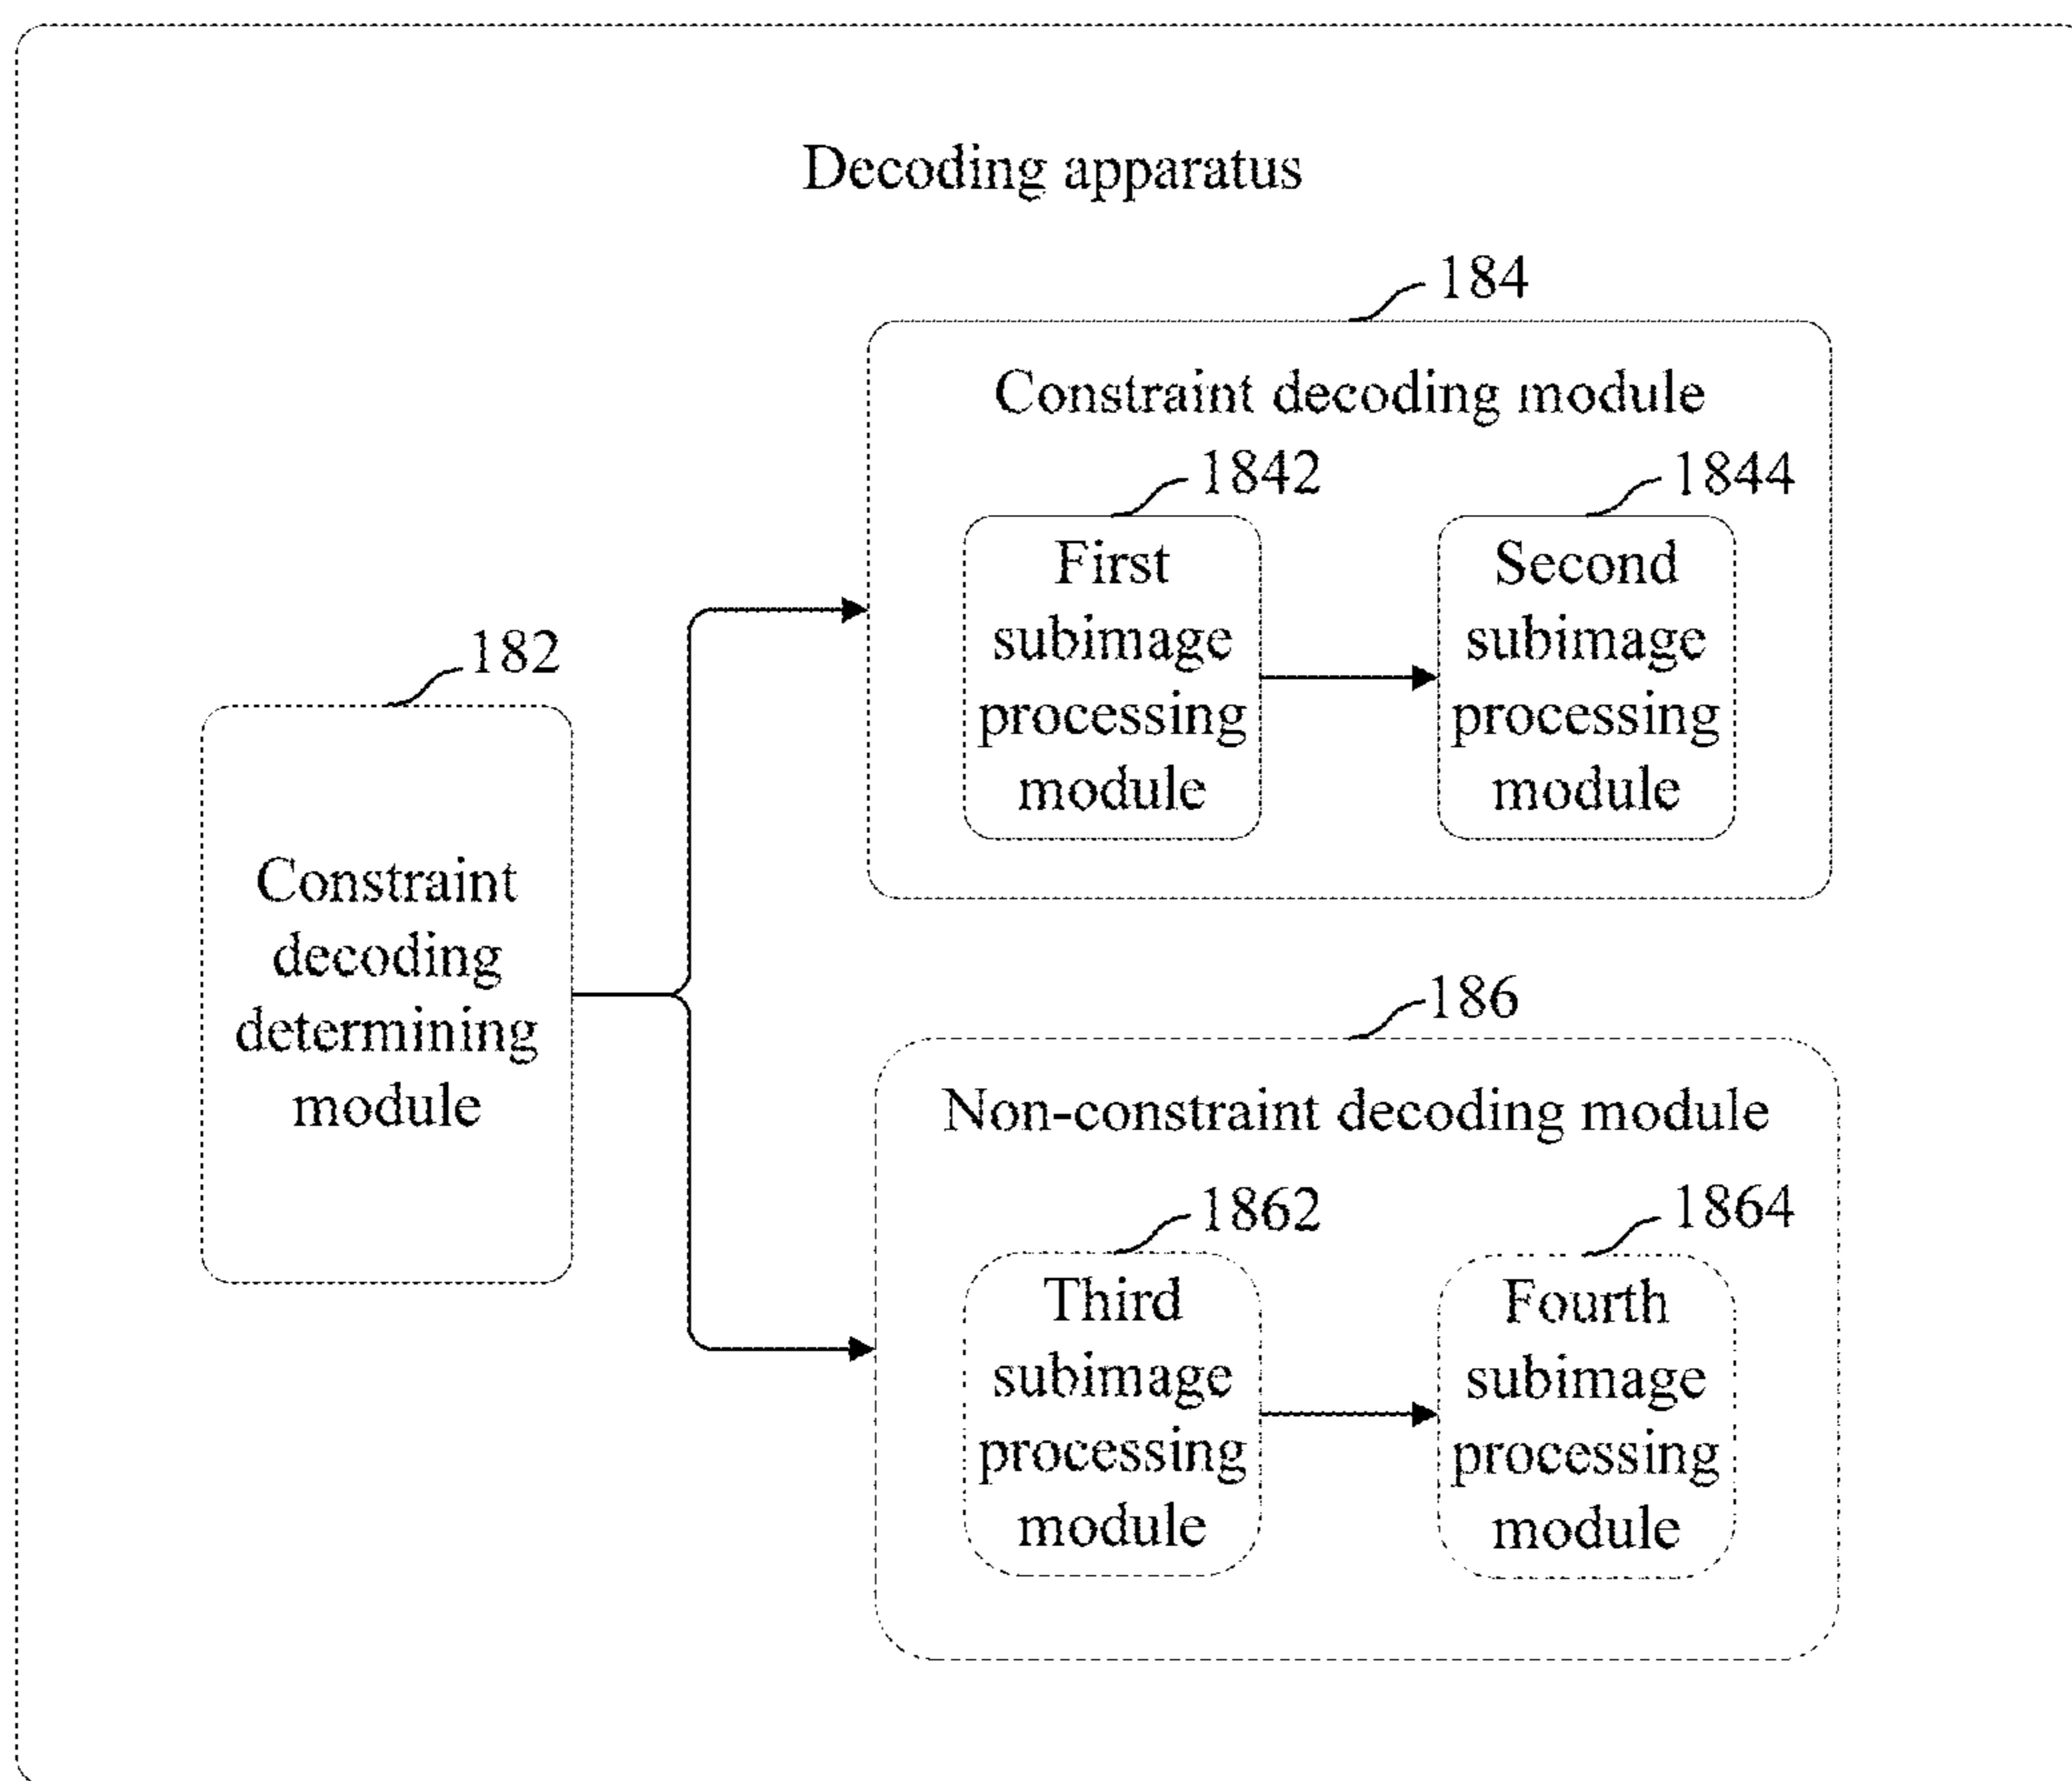 Decoding apparatus
184
Constraint decoding module
1842
1844
First
subimage
processing
module
Second
subimage
processing
module
182
Constraint
decoding
determining
module
186
Non-constraint decoding module
1862
1864
Third
subimage
processing
module
Fourth
subimage
processing
module